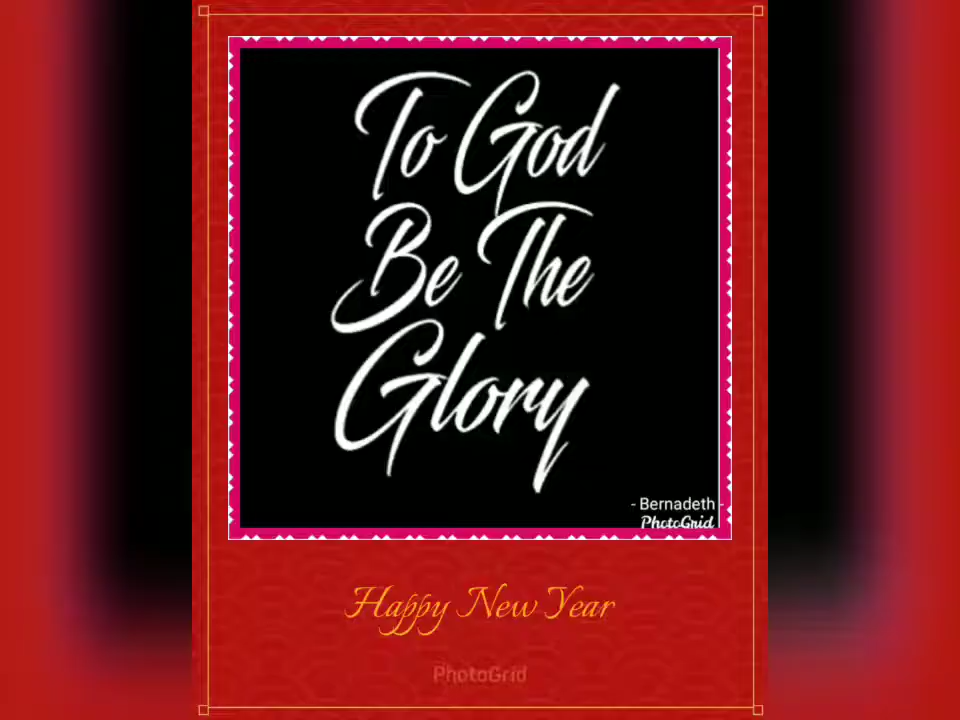 To God
Be The
Glory
- Bernadeth -
PhotoGrid
Happy New Year
PhotoGrid